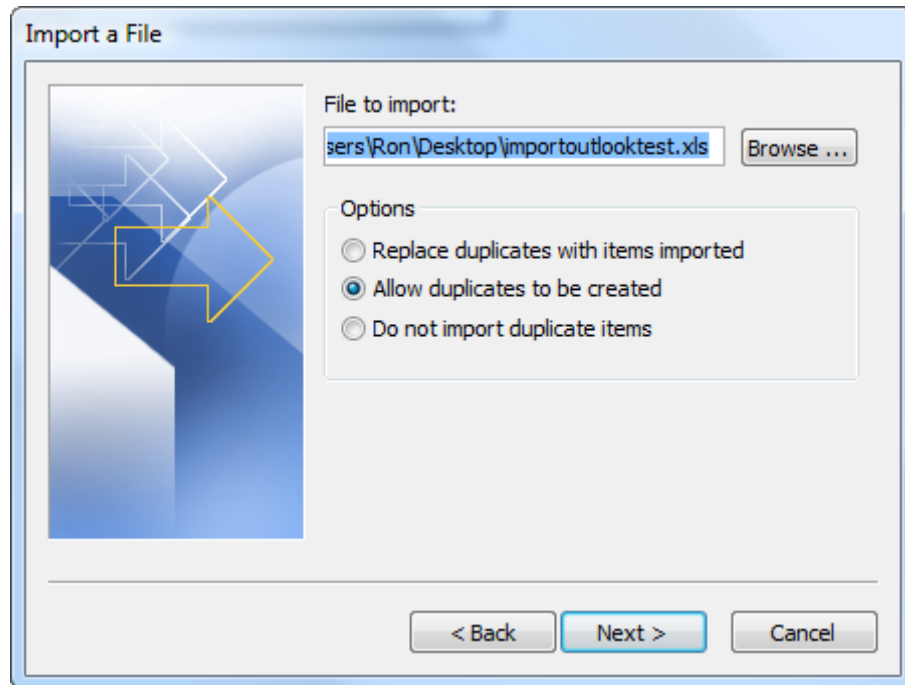 Import a File
File to import:
sers\Ron\Desktop\importoutlooktest.xls
Browse ...
Options
Replace duplicates with items imported
Allow duplicates to be created
Do not import duplicate items
< Back
Next >
Cancel